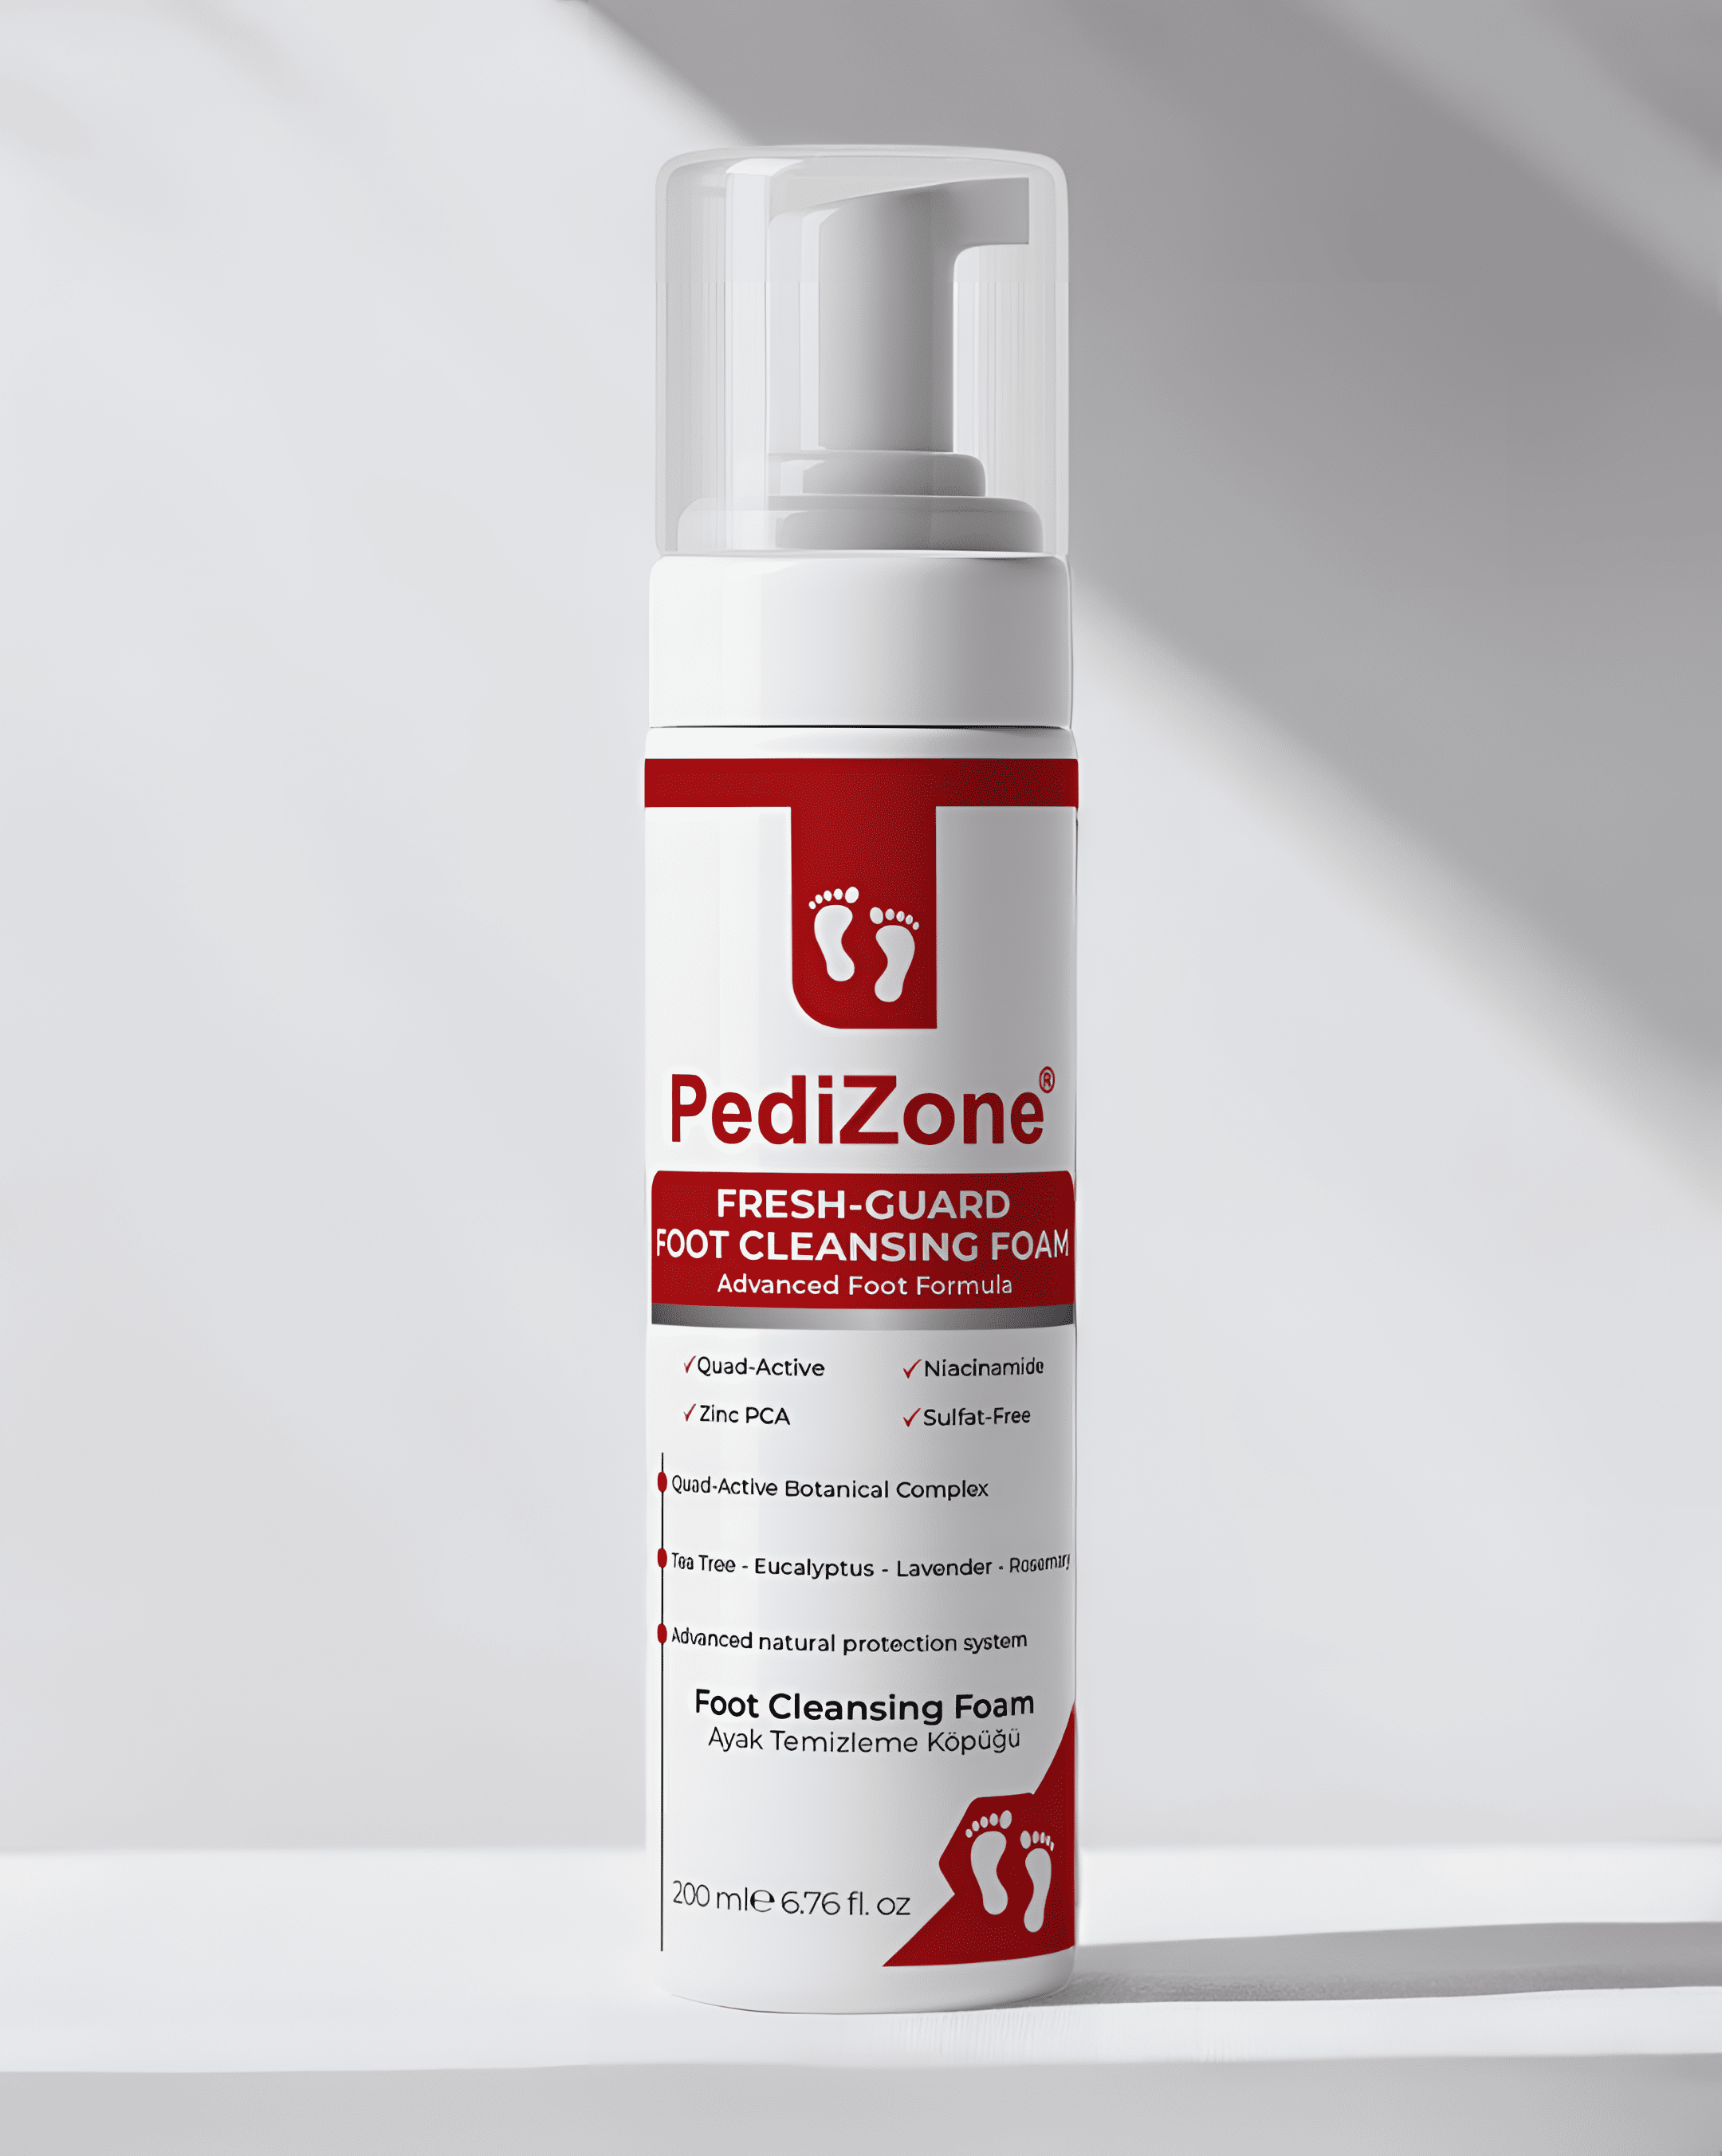 PediZone®
FRESH-GUARD
FOOT CLEANSING FOAM
Advanced Foot Formula
✓Quad-Active ✓Niacinamide
✓Zinc PCA ✓Sulfat-Free
Quad-Active Botanical Complex
Tea Tree - Eucalyptus - Lavender - Rosemary
Advanced natural protection system
Foot Cleansing Foam
Ayak Temizleme Köpüğü
200 ml℮ 6.76 fl. oz